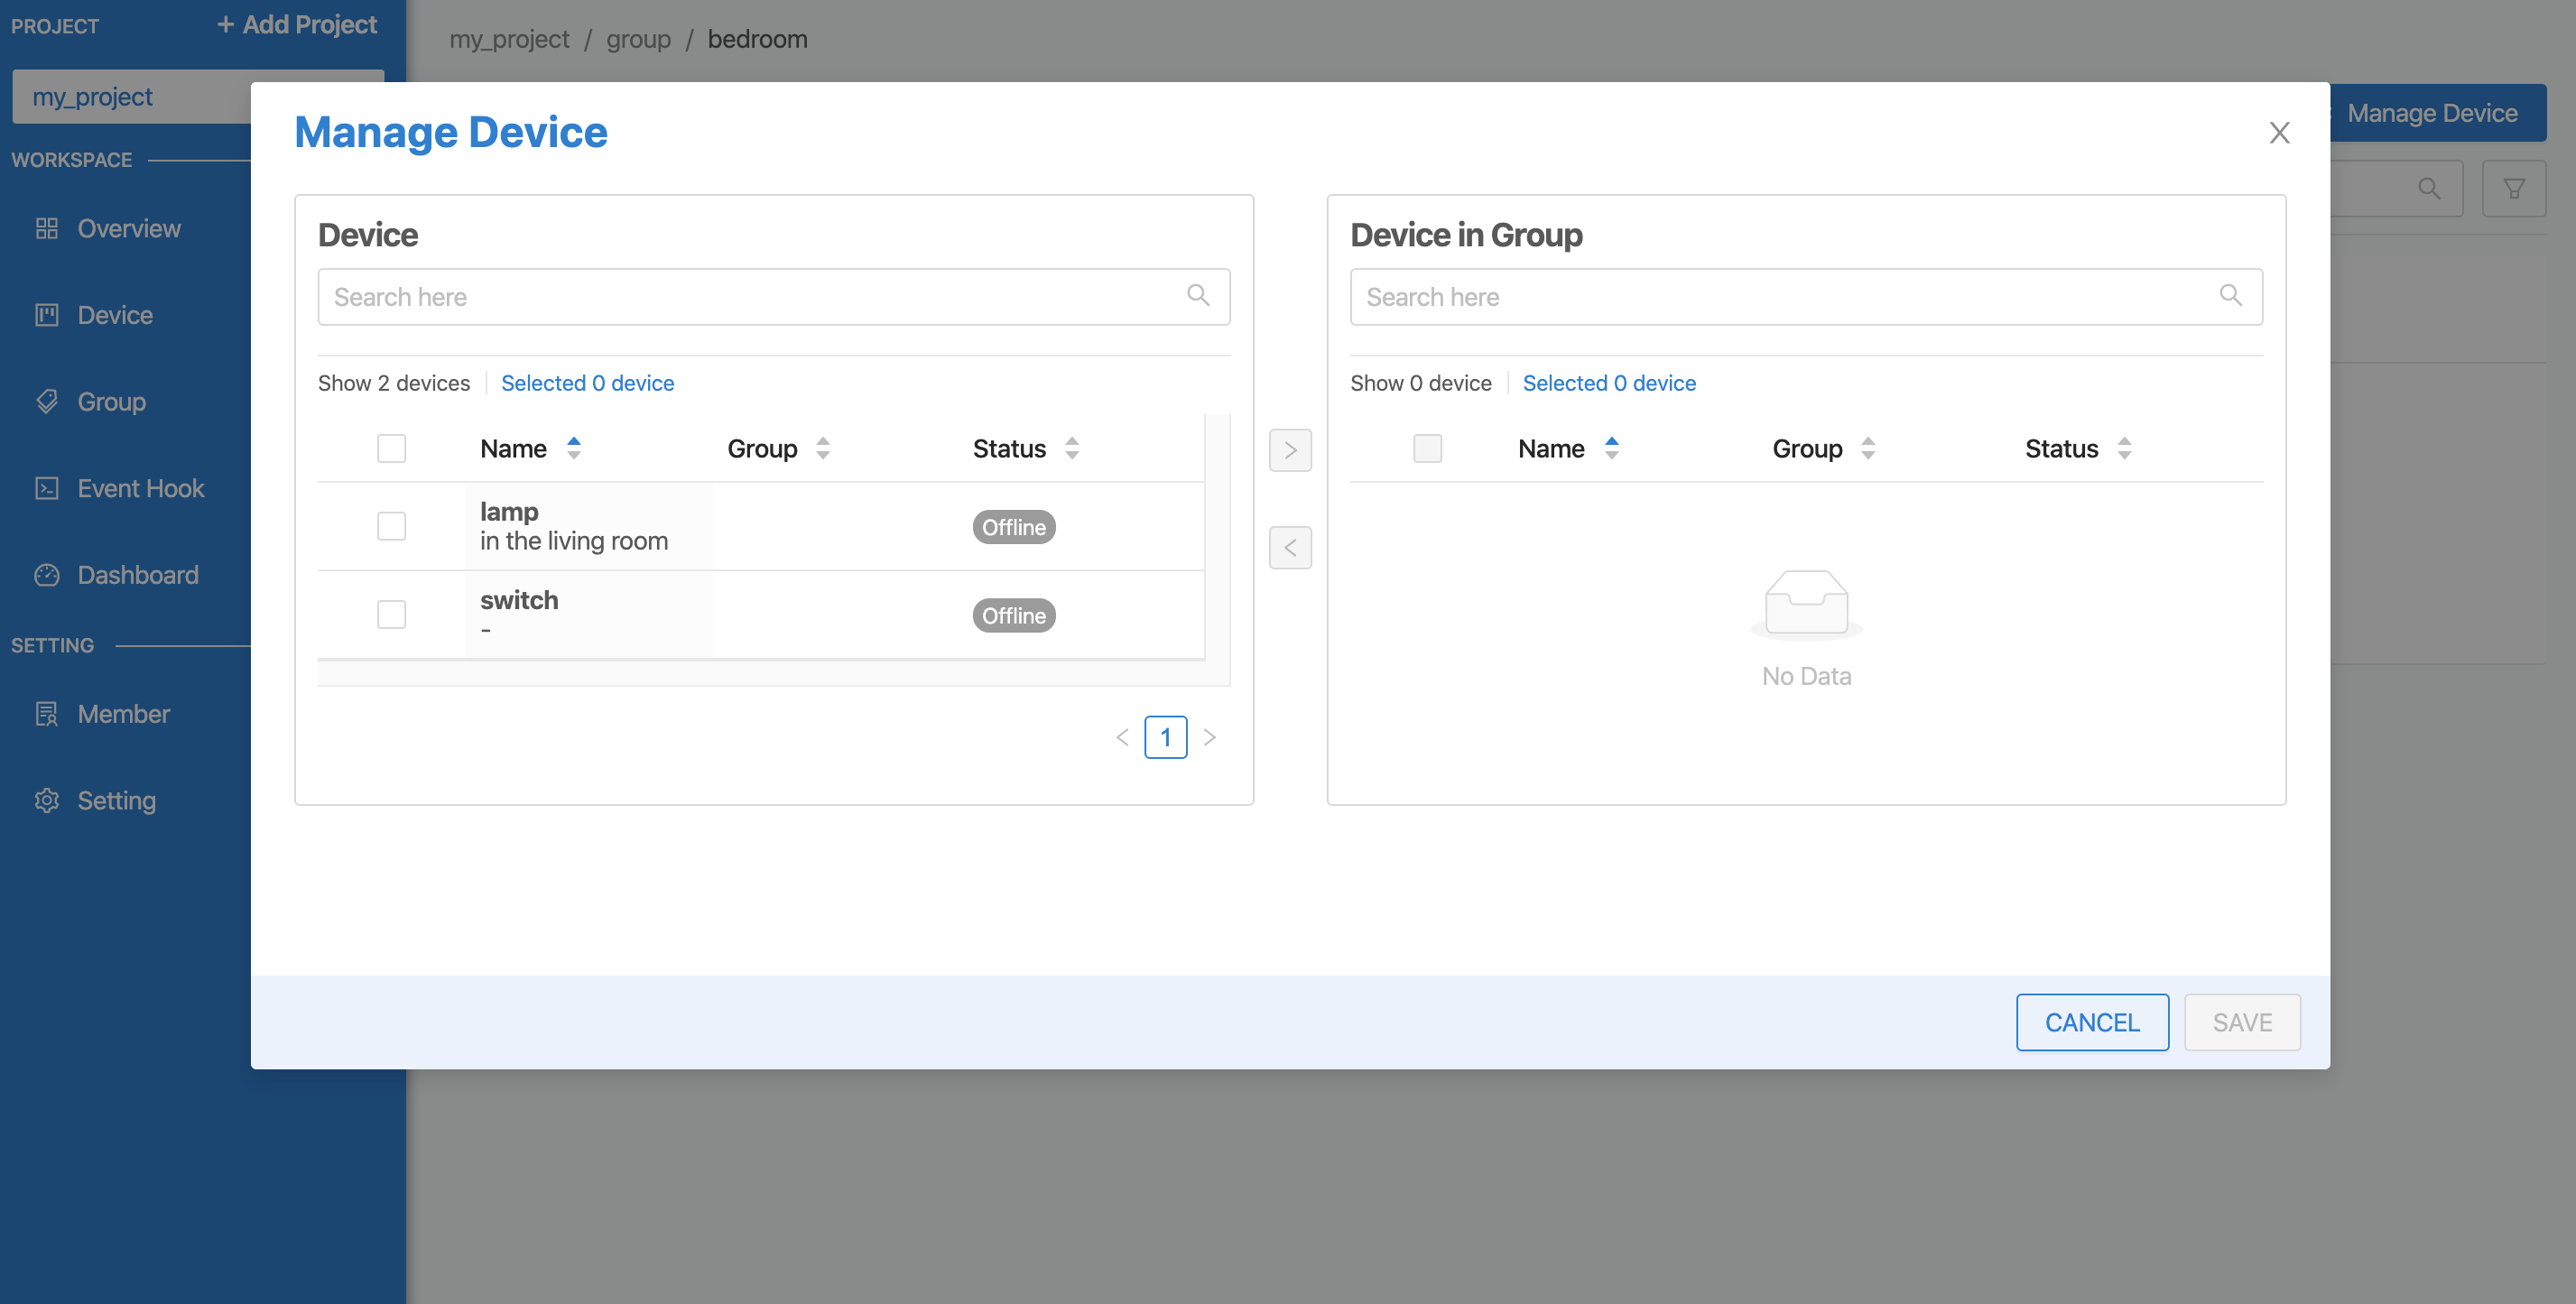 PROJECT
+ Add Project
my_project / group / bedroom
my_project
Manage Device
Manage Device
WORKSPACE
Overview
Device
Group
Event Hook
Dashboard
SETTING
Member
Setting
Device
Search here
Show 2 devices
Selected 0 device
Name
Group
Status
lamp
in the living room
Offline
switch
-
Offline
< 1 >
>
<
Device in Group
Search here
Show 0 device
Selected 0 device
Name
Group
Status
No Data
CANCEL
SAVE